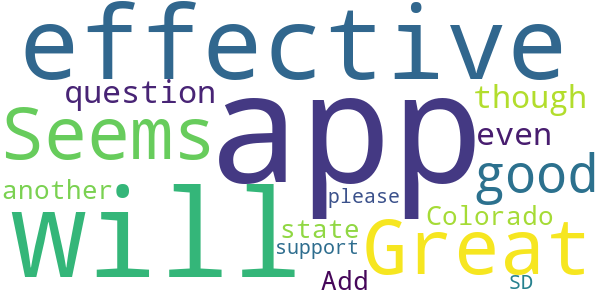 effective
question
app
though
Seems
even
good
another
will
please
Colorado
state
Great
support
Add
SD